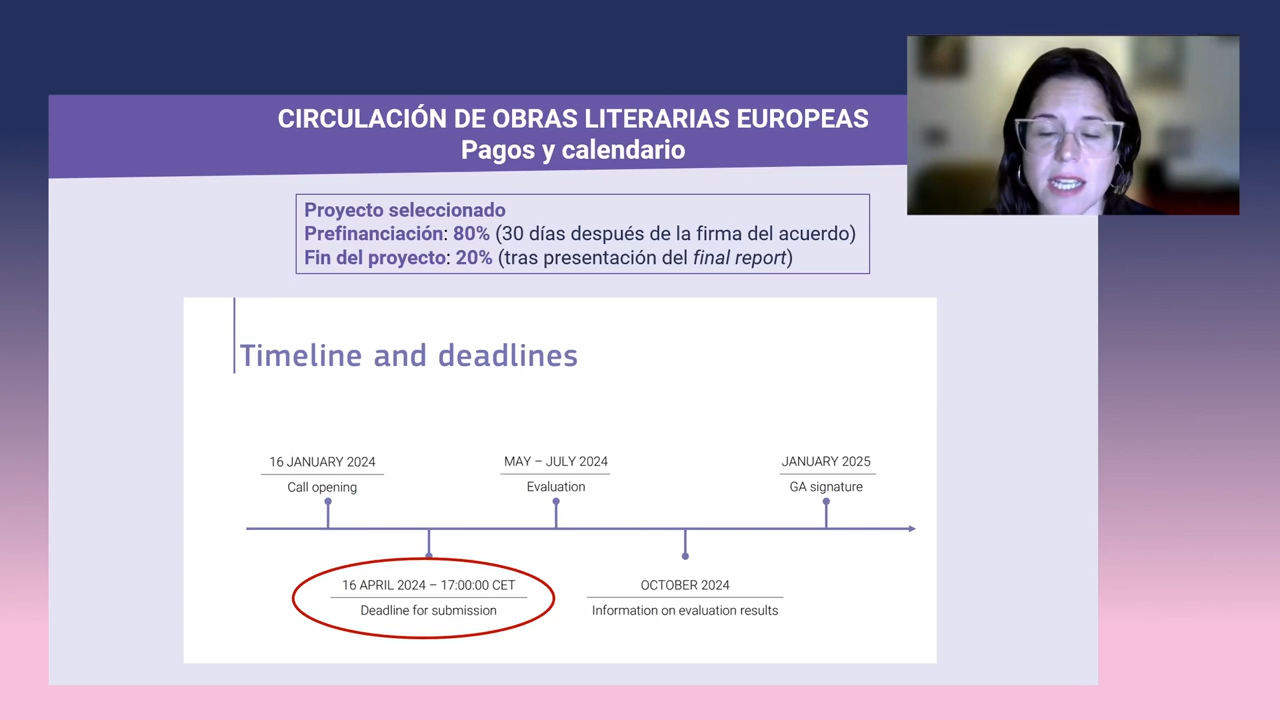 CIRCULACIÓN DE OBRAS LITERARIAS EUROPEAS
Pagos y calendario
Proyecto seleccionado
Prefinanciación: 80% (30 días después de la firma del acuerdo)
Fin del proyecto: 20% (tras presentación del final report)
Timeline and deadlines
16 JANUARY 2024
Call opening
MAY – JULY 2024
Evaluation
JANUARY 2025
GA signature
16 APRIL 2024 – 17:00:00 CET
Deadline for submission
OCTOBER 2024
Information on evaluation results